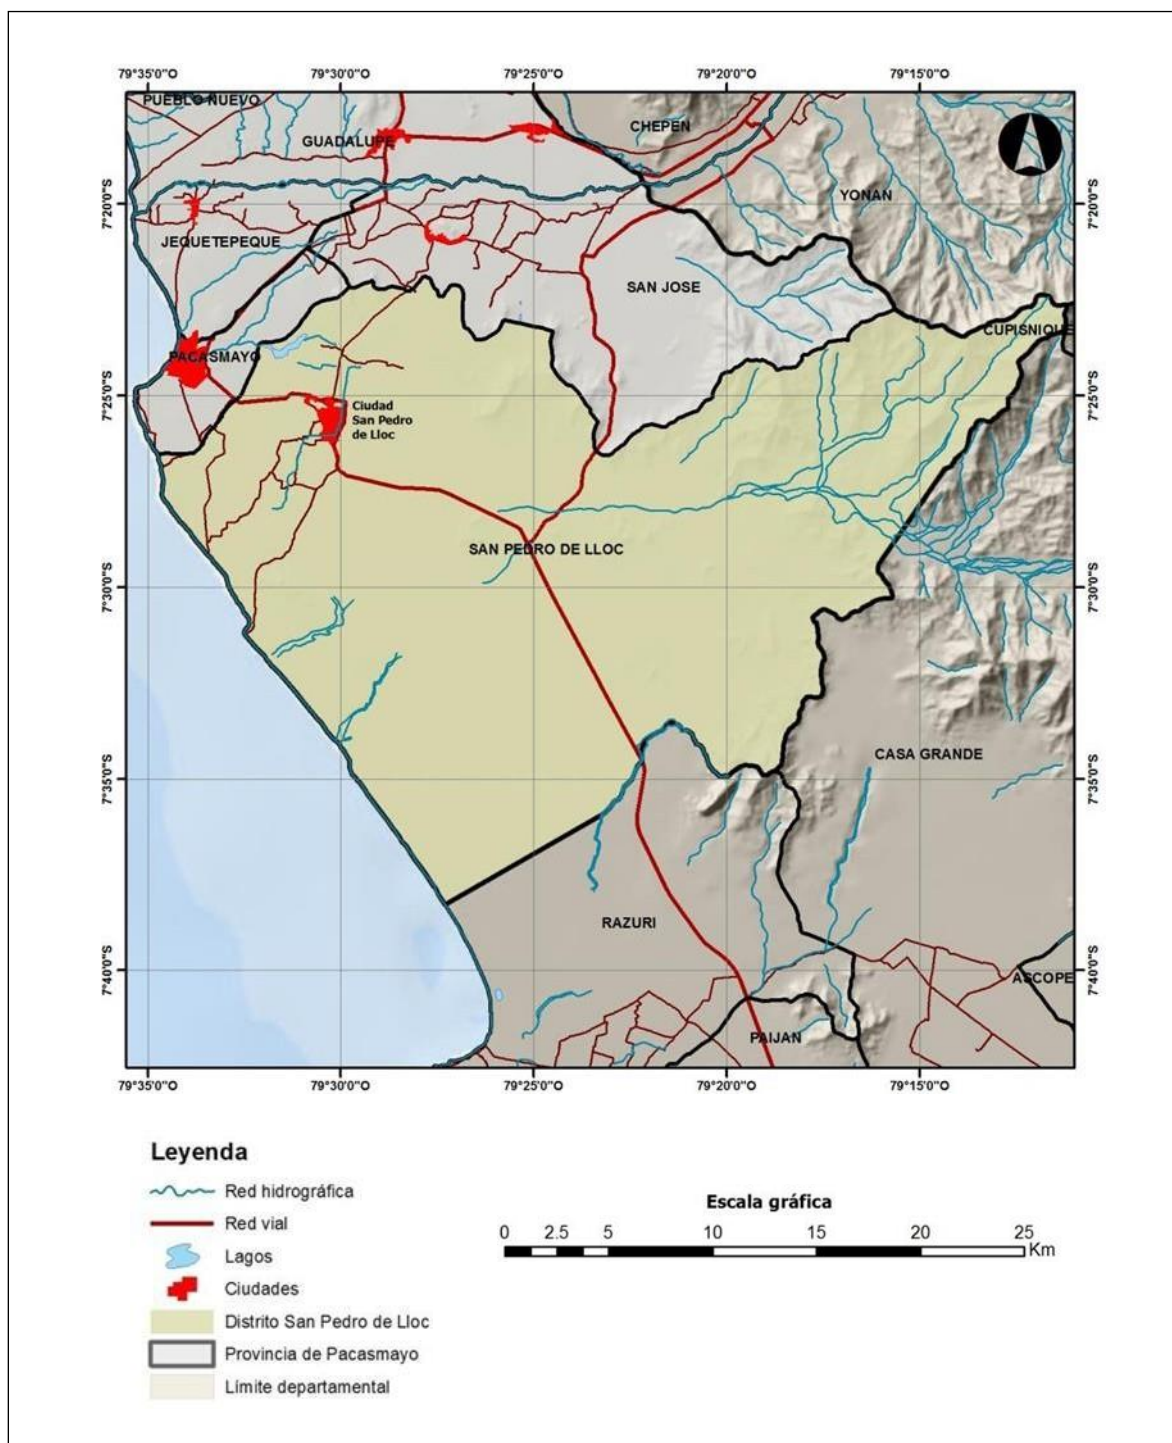 79°35'0"O 79°30'0"O 79°25'0"O 79°20'0"O 79°15'0"O
PUEBLO NUEVO
CHEPEN
GUADALUPE
YONAN
7°20'0"S 7°20'0"S
JEQUETEPEQUE
SAN JOSE
CUPISNIQUE
PACASMAYO
7°25'0"S 7°25'0"S
Ciudad
San Pedro
de Lloc
SAN PEDRO DE LLOC
7°30'0"S 7°30'0"S
CASA GRANDE
7°35'0"S 7°35'0"S
RAZURI
7°40'0"S 7°40'0"S
ASCOPE
PAIJAN
79°35'0"O 79°30'0"O 79°25'0"O 79°20'0"O 79°15'0"O
Leyenda
Red hidrográfica
Red vial
Lagos
Ciudades
Distrito San Pedro de Lloc
Provincia de Pacasmayo
Límite departamental
Escala gráfica
0 2.5 5 10 15 20 25
Km